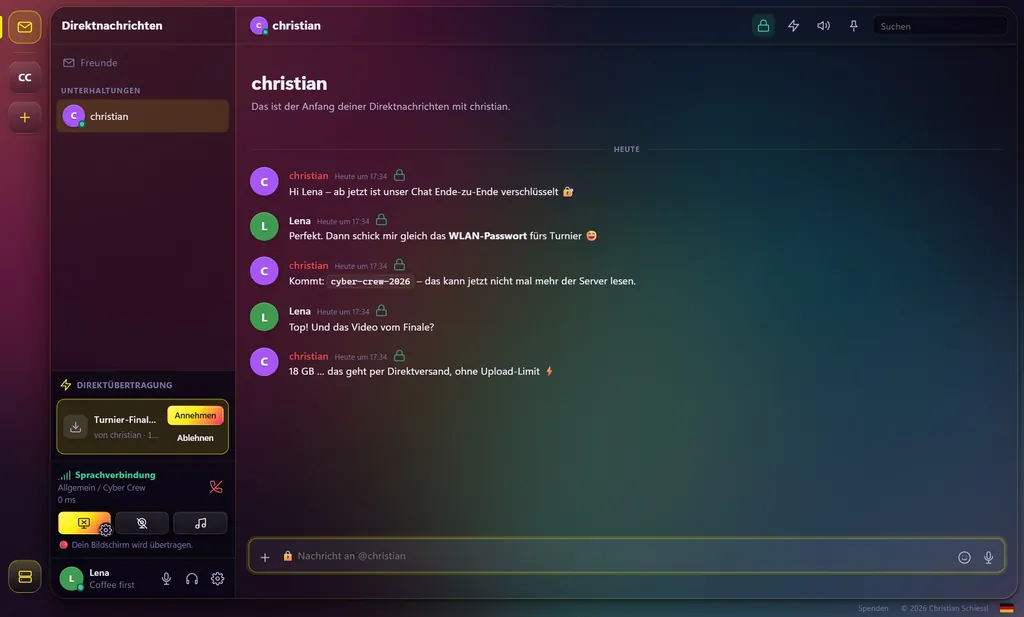 Direktnachrichten
CC
Freunde
UNTERHALTUNGEN
C christian
C christian
Suchen
christian
Das ist der Anfang deiner Direktnachrichten mit christian.
HEUTE
C
christian Heute um 17:34
Hi Lena – ab jetzt ist unser Chat Ende-zu-Ende verschlüsselt 🔐
L
Lena Heute um 17:34
Perfekt. Dann schick mir gleich das WLAN-Passwort fürs Turnier 😄
C
christian Heute um 17:34
Kommt: cyber-crew-2026 – das kann jetzt nicht mal mehr der Server lesen.
L
Lena Heute um 17:34
Top! Und das Video vom Finale?
C
christian Heute um 17:34
18 GB ... das geht per Direktversand, ohne Upload-Limit ⚡
DIREKTÜBERTRAGUNG
Turnier-Final...
von christian · 1...
Annehmen
Ablehnen
Sprachverbindung
Allgemein / Cyber Crew
0 ms
Dein Bildschirm wird übertragen.
L
Lena
Coffee first
🔒 Nachricht an @christian
Spenden © 2026 Christian Schiessl